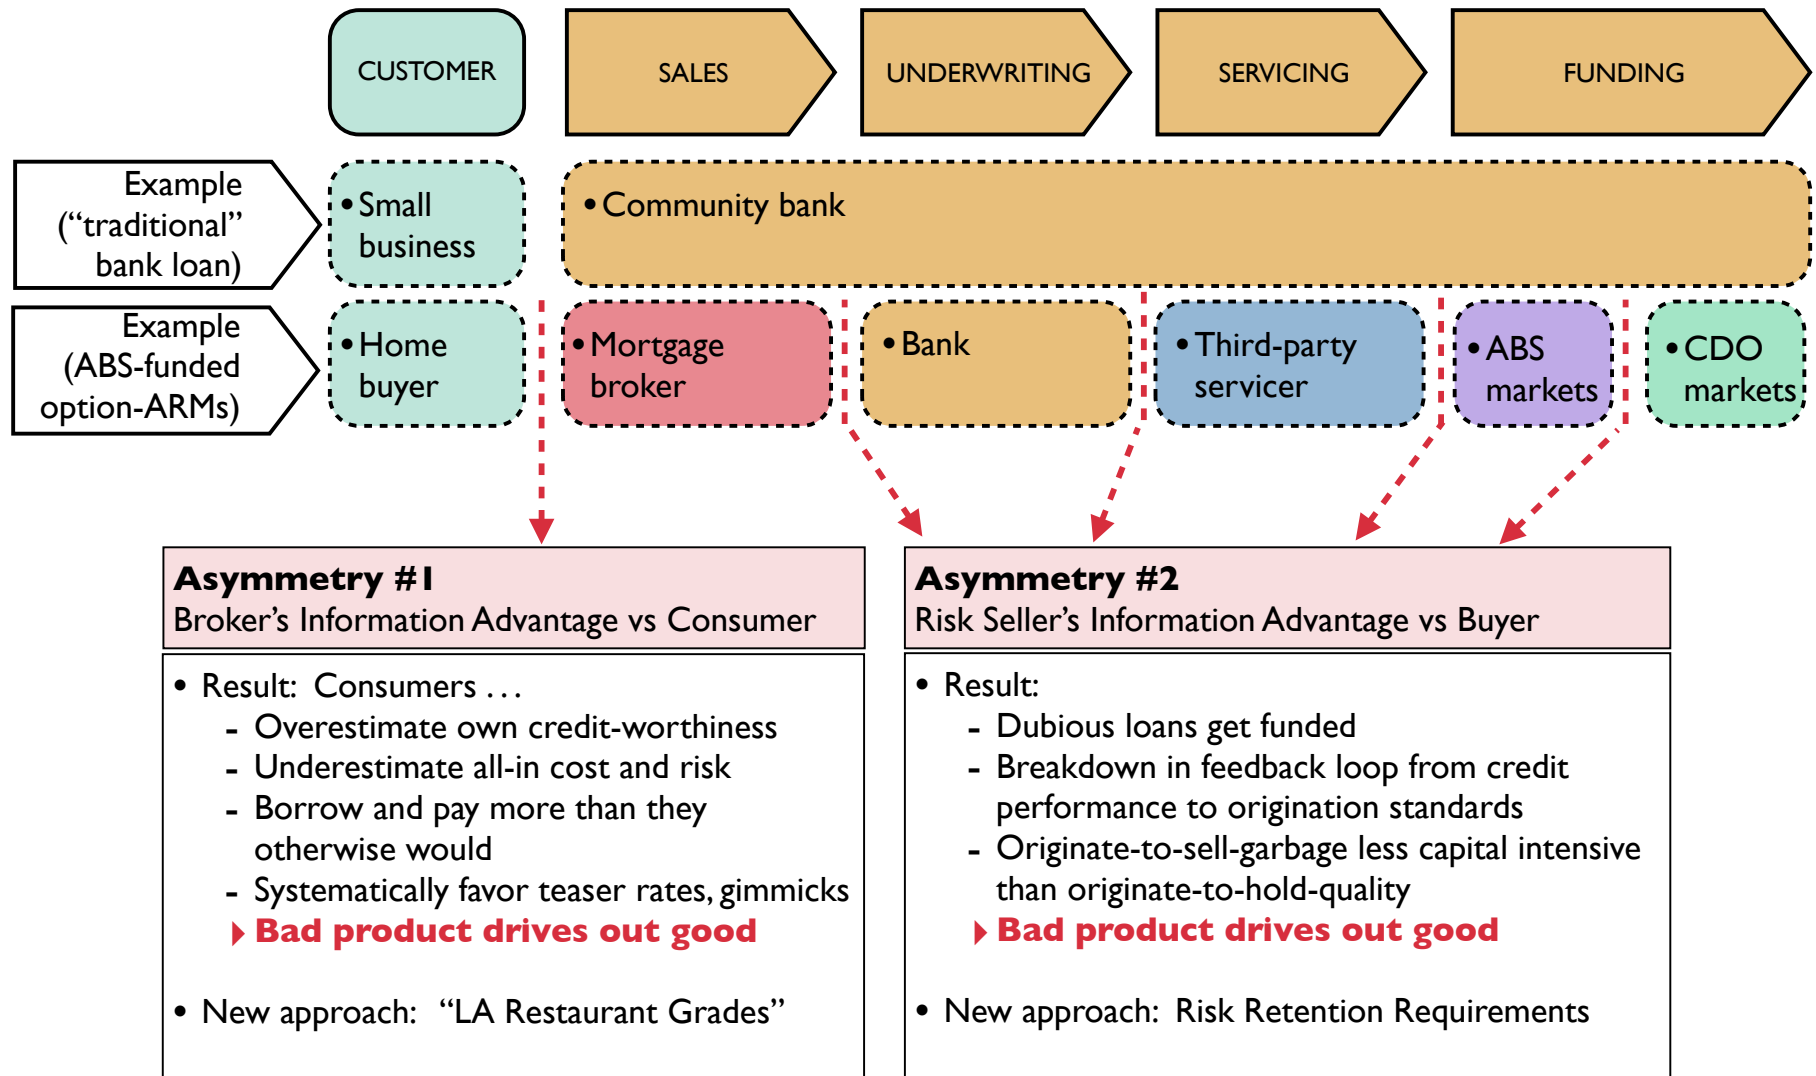 CUSTOMER
SALES
UNDERWRITING
SERVICING
FUNDING
Example
(“traditional”
bank loan)
• Small
business
• Community bank
Example
(ABS-funded
option-ARMs)
• Home
buyer
• Mortgage
broker
• Bank
• Third-party
servicer
• ABS
markets
• CDO
markets
Asymmetry #1
Broker’s Information Advantage vs Consumer
• Result: Consumers …
- Overestimate own credit-worthiness
- Underestimate all-in cost and risk
- Borrow and pay more than they
otherwise would
- Systematically favor teaser rates, gimmicks
Bad product drives out good
• New approach: “LA Restaurant Grades”
Asymmetry #2
Risk Seller’s Information Advantage vs Buyer
• Result:
- Dubious loans get funded
- Breakdown in feedback loop from credit
performance to origination standards
- Originate-to-sell-garbage less capital intensive
than originate-to-hold-quality
Bad product drives out good
• New approach: Risk Retention Requirements